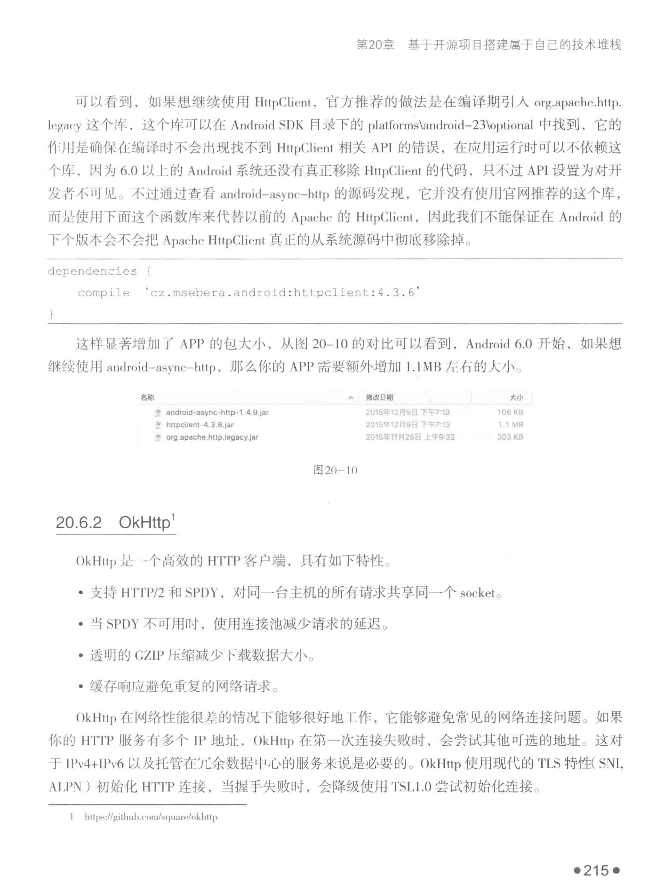 第20章 基于开源项目搭建属于自己的技术堆栈
可以看到，如果想继续使用 HttpClient，官方推荐的做法是在编译期引入 org.apache.http.
legacy 这个库，这个库可以在 Android SDK 目录下的 platforms\android-23\optional 中找到，它的
作用是确保在编译时不会出现找不到 HttpClient 相关 API 的错误，在应用运行时可以不依赖这
个库，因为 6.0 以上的 Android 系统还没有真正移除 HttpClient 的代码，只不过 API 设置为对开
发者不可见。不过通过查看 android-async-http 的源码发现，它并没有使用官网推荐的这个库，
而是使用下面这个函数库来代替以前的 Apache 的 HttpClient，因此我们不能保证在 Android 的
下个版本会不会把 Apache HttpClient 真正的从系统源码中彻底移除掉。
dependencies {
compile 'cz.msebera.android:httpclient:4.3.6'
}
这样显著增加了 APP 的包大小，从图 20-10 的对比可以看到，Android 6.0 开始，如果想
继续使用 android-async-http，那么你的 APP 需要额外增加 1.1MB 左右的大小。
名称 修改日期 大小
android-async-http-1.4.9.jar 2015年12月9日 下午7:13 106 KB
httpclient-4.3.6.jar 2015年12月9日 下午7:13 1.1 MB
org.apache.http.legacy.jar 2015年11月25日 上午9:32 303 KB
图20-10
20.6.2 OkHttp¹
OkHttp 是一个高效的 HTTP 客户端，具有如下特性。
• 支持 HTTP/2 和 SPDY，对同一台主机的所有请求共享同一个 socket。
• 当 SPDY 不可用时，使用连接池减少请求的延迟。
• 透明的 GZIP 压缩减少下载数据大小。
• 缓存响应避免重复的网络请求。
OkHttp 在网络性能很差的情况下能够很好地工作，它能够避免常见的网络连接问题。如果
你的 HTTP 服务有多个 IP 地址，OkHttp 在第一次连接失败时，会尝试其他可选的地址。这对
于 IPv4+IPv6 以及托管在冗余数据中心的服务来说是必要的。OkHttp 使用现代的 TLS 特性（SNI,
ALPN）初始化 HTTP 连接，当握手失败时，会降级使用 TSL1.0 尝试初始化连接。
1 https://github.com/square/okhttp
•215•